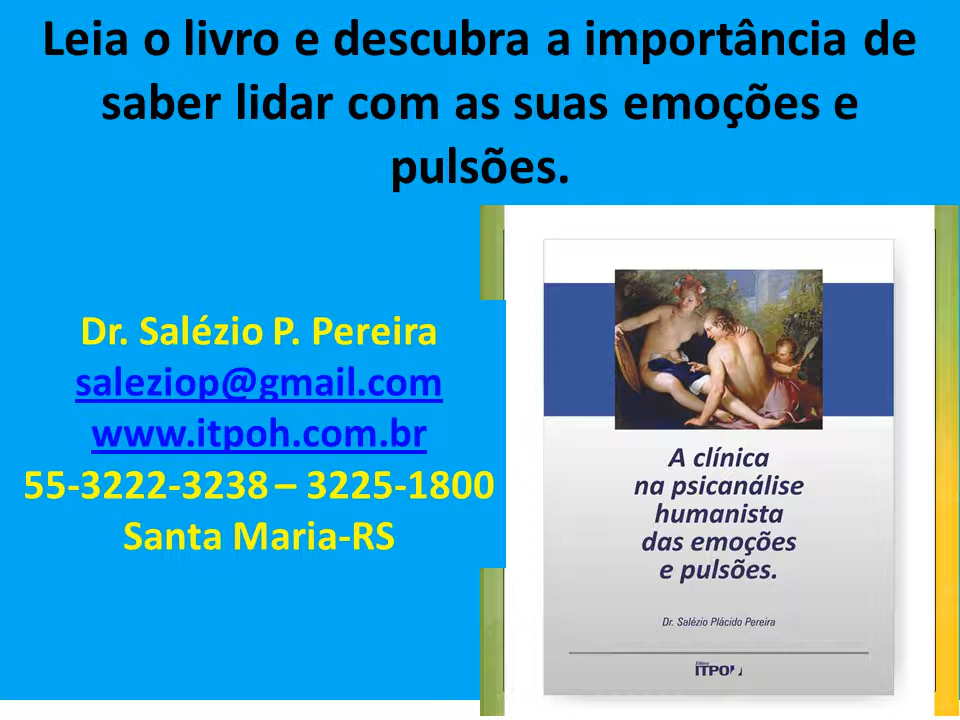 Leia o livro e descubra a importância de
saber lidar com as suas emoções e
pulsões.
Dr. Salézio P. Pereira
saleziop@gmail.com
www.itpoh.com.br
55-3222-3238 – 3225-1800
Santa Maria-RS
A clínica
na psicanálise
humanista
das emoções
e pulsões.
Dr. Salézio Plácido Pereira
Editora
ITPOH